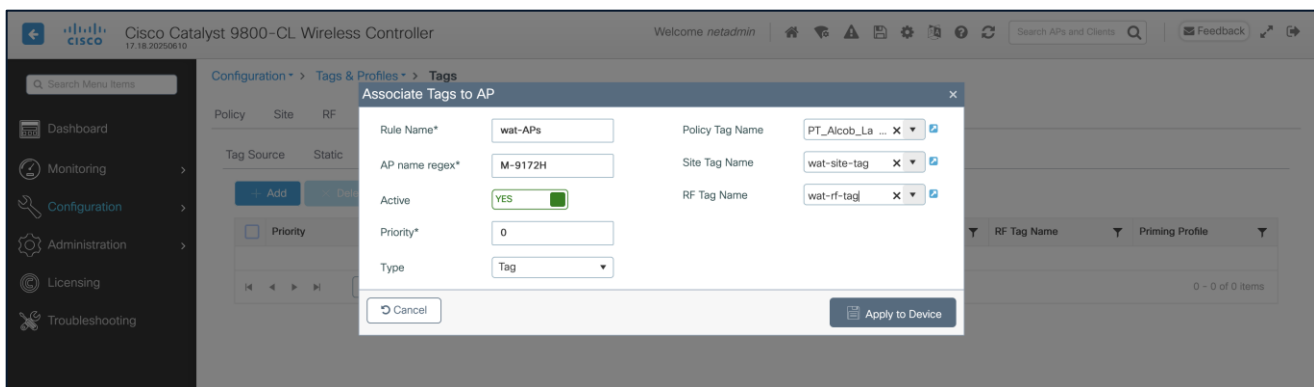 CISCO
Cisco Catalyst 9800-CL Wireless Controller
17.18.20250610
Welcome netadmin
Search APs and Clients
Feedback
Search Menu Items
Dashboard
Monitoring
Configuration
Administration
Licensing
Troubleshooting
Configuration > Tags & Profiles > Tags
Policy Site RF
Tag Source Static
+ Add
Dele
Priority
RF Tag Name
Priming Profile
0 - 0 of 0 items
Associate Tags to AP
Rule Name* wat-APs
AP name regex* M-9172H
Active YES
Priority* 0
Type Tag
Policy Tag Name PT_Alcob_La ...
Site Tag Name wat-site-tag
RF Tag Name wat-rf-tag
Cancel
Apply to Device